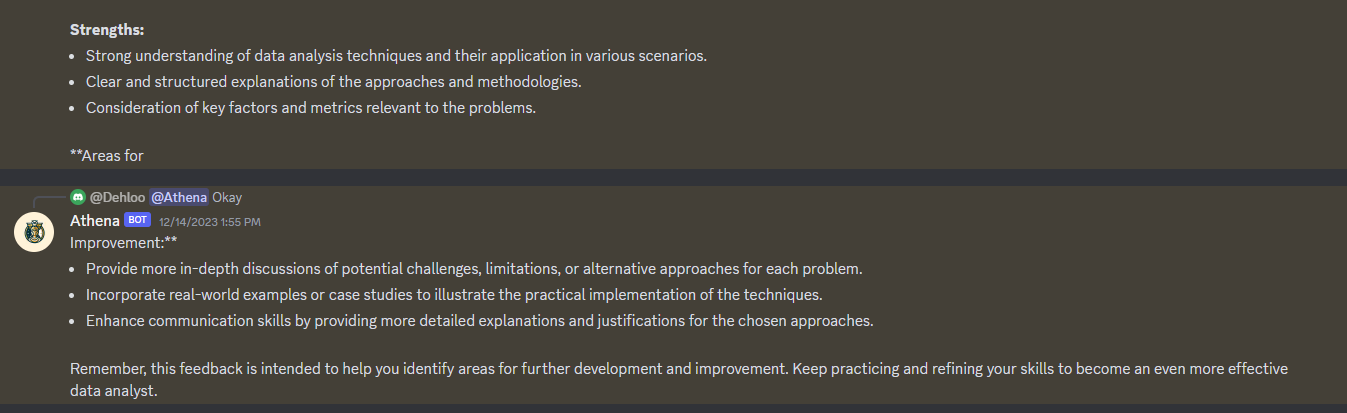 Strengths:
• Strong understanding of data analysis techniques and their application in various scenarios.
• Clear and structured explanations of the approaches and methodologies.
• Consideration of key factors and metrics relevant to the problems.
**Areas for
@Dehloo @Athena Okay
Athena BOT 12/14/2023 1:55 PM
Improvement:**
• Provide more in-depth discussions of potential challenges, limitations, or alternative approaches for each problem.
• Incorporate real-world examples or case studies to illustrate the practical implementation of the techniques.
• Enhance communication skills by providing more detailed explanations and justifications for the chosen approaches.
Remember, this feedback is intended to help you identify areas for further development and improvement. Keep practicing and refining your skills to become an even more effective
data analyst.